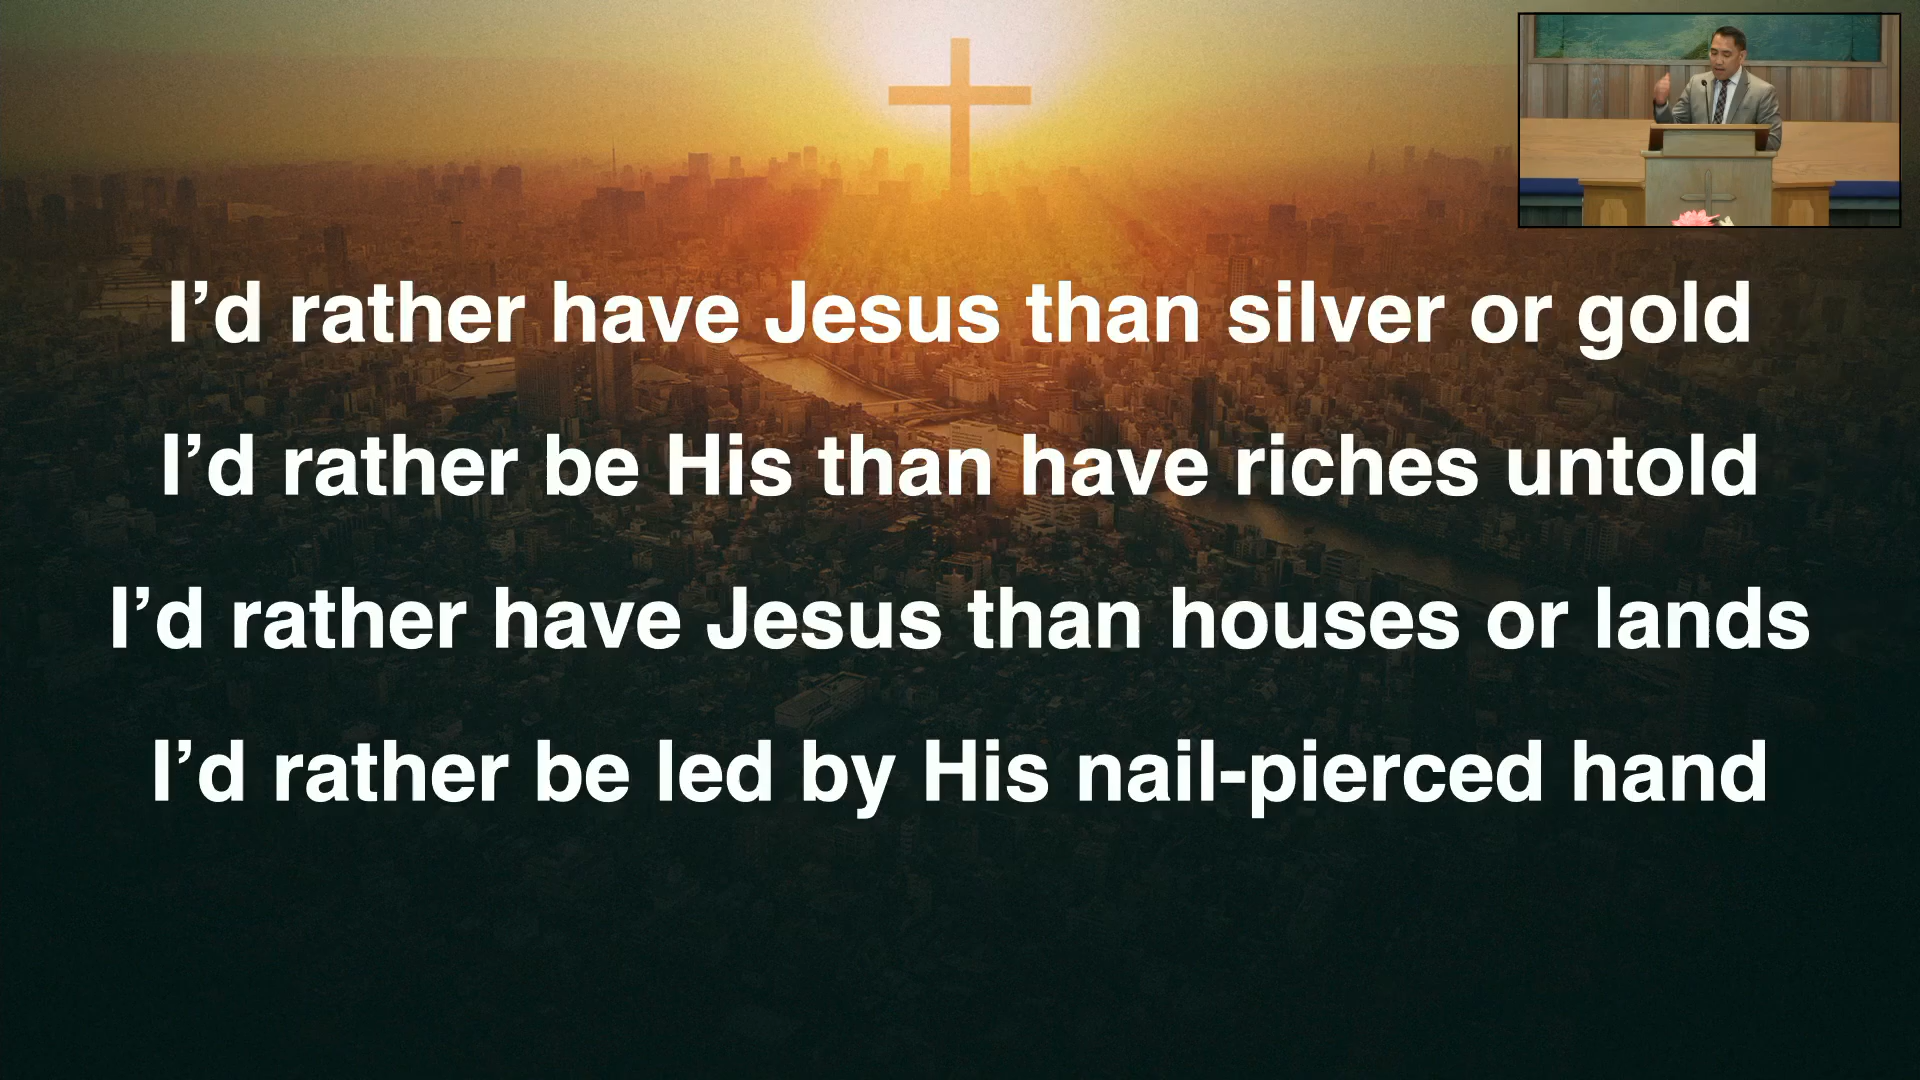 I’d rather have Jesus than silver or gold
I’d rather be His than have riches untold
I’d rather have Jesus than houses or lands
I’d rather be led by His nail-pierced hand